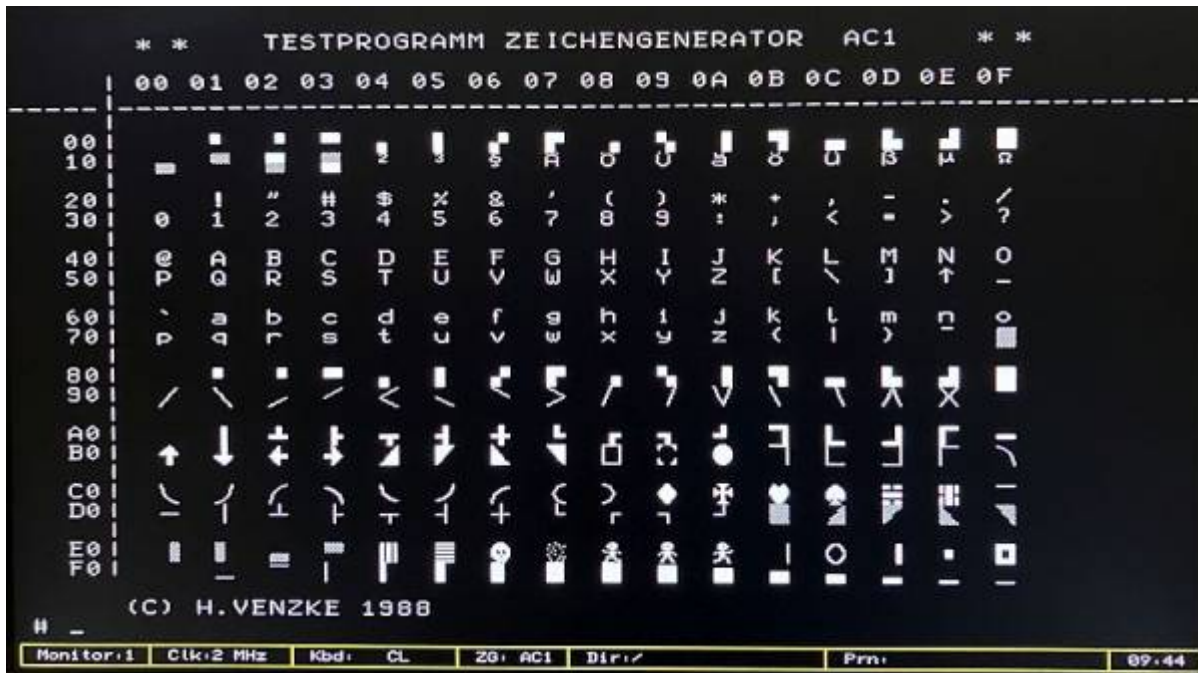 * * TESTPROGRAMM ZEICHENGENERATOR AC1 * *
00 01 02 03 04 05 06 07 08 09 0A 0B 0C 0D 0E 0F
00
10 2 3 § Ä Ö Ü ä ö ü β μ Ω
20 ! " # $ % & ' ( ) * + , - . /
30 0 1 2 3 4 5 6 7 8 9 : ; < = > ?
40 @ A B C D E F G H I J K L M N O
50 P Q R S T U V W X Y Z [ \ ] ↑ _
60 ` a b c d e f g h i j k l m n o
70 p q r s t u v w x y z { | } ‾
80
90
A0
B0
C0
D0
E0
F0
(C) H.VENZKE 1988
# _
Monitor:1 Clk:2 MHz Kbd: CL ZG: AC1 Dir:/ Prn: 09:44